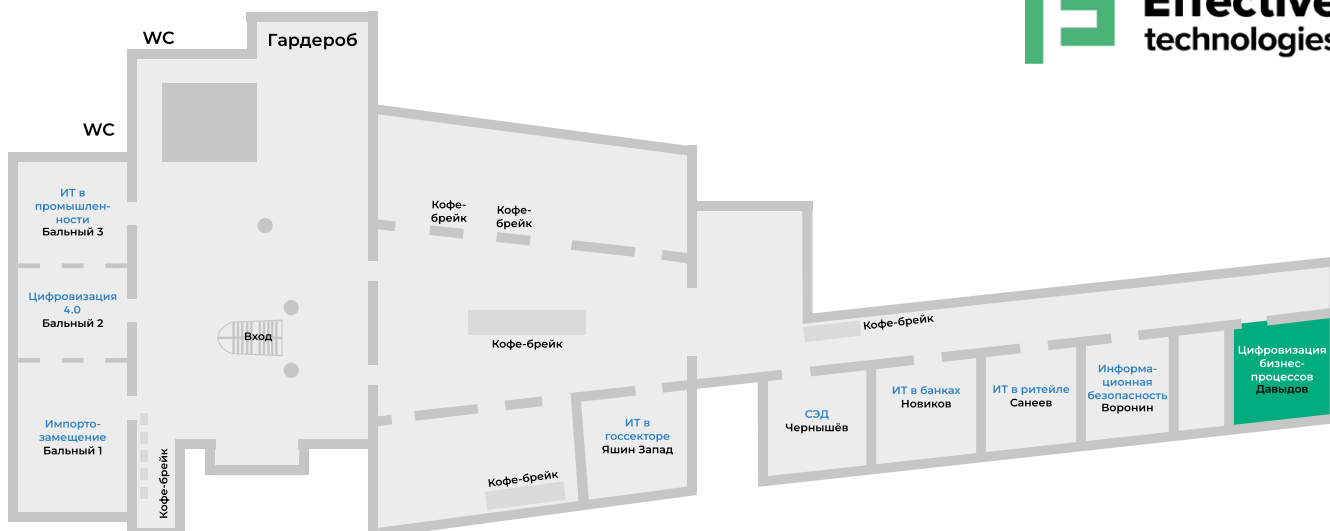 Effective
technologies
WC
Гардероб
WC
ИТ в
промышлен-
ности
Бальный 3
Цифровизация
4.0
Бальный 2
Импорто-
замещение
Бальный 1
Кофе-брейк
Вход
Кофе-
брейк
Кофе-
брейк
Кофе-брейк
Кофе-брейк
ИТ в
госсекторе
Яшин Запад
Кофе-брейк
СЭД
Чернышёв
ИТ в банках
Новиков
ИТ в ритейле
Санеев
Информа-
ционная
безопасность
Воронин
Цифровизация
бизнес-
процессов
Давыдов